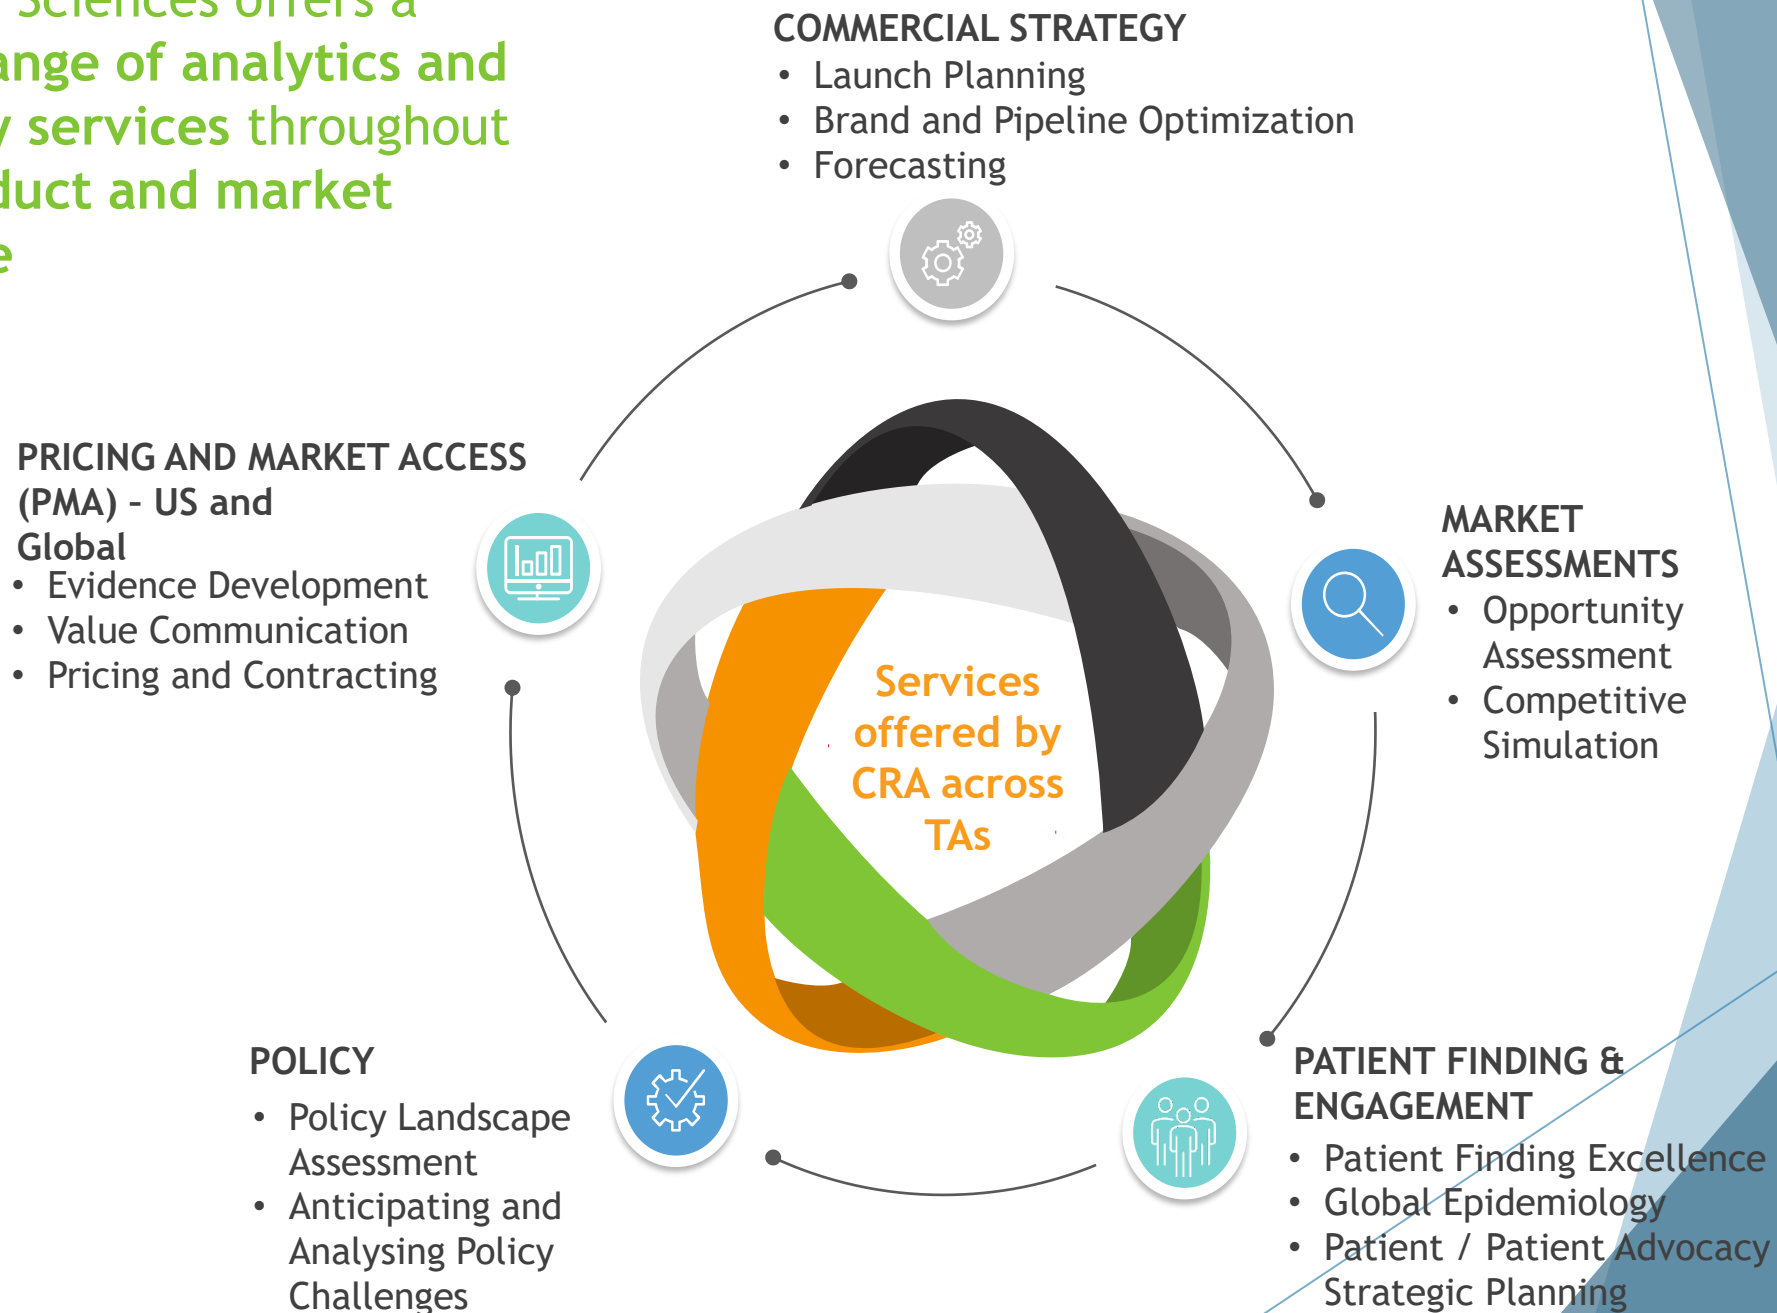 Sciences offers a
ange of analytics and
y services throughout
duct and market
e
COMMERCIAL STRATEGY
• Launch Planning
• Brand and Pipeline Optimization
• Forecasting
PRICING AND MARKET ACCESS
(PMA) – US and
Global
• Evidence Development
• Value Communication
• Pricing and Contracting
MARKET
ASSESSMENTS
• Opportunity
Assessment
• Competitive
Simulation
Services
offered by
CRA across
TAs
POLICY
• Policy Landscape
Assessment
• Anticipating and
Analysing Policy
Challenges
PATIENT FINDING &
ENGAGEMENT
• Patient Finding Excellence
• Global Epidemiology
• Patient / Patient Advocacy
Strategic Planning